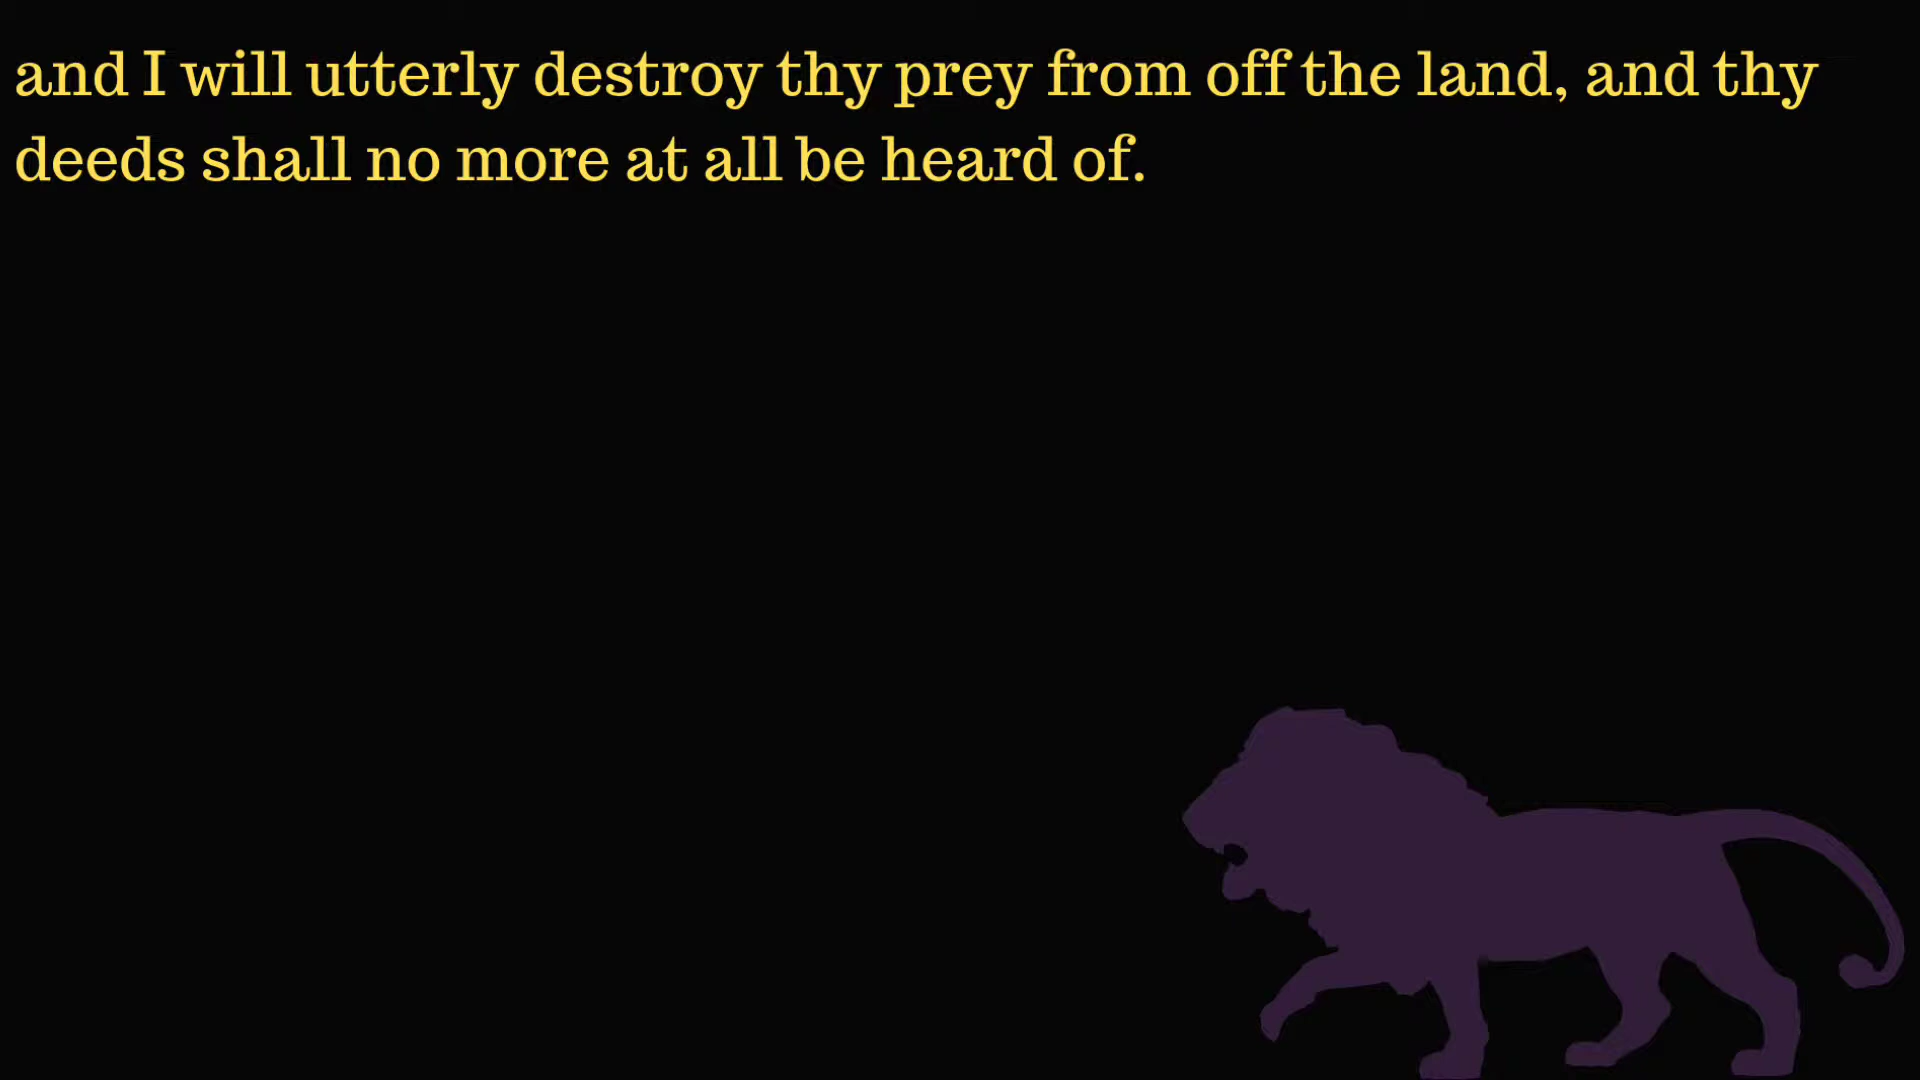 and I will utterly destroy thy prey from off the land, and thy
deeds shall no more at all be heard of.